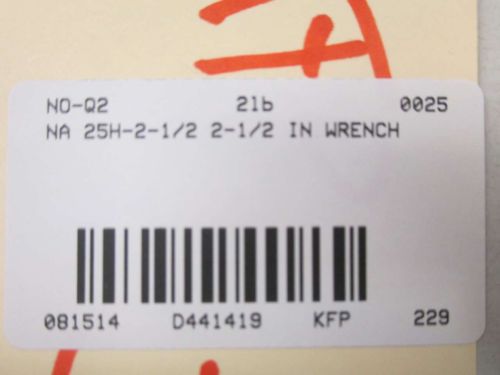 NO-Q2 21b 0025
NA 25H-2-1/2 2-1/2 IN WRENCH
081514 D441419 KFP 229